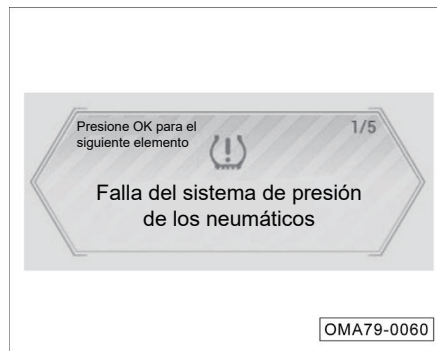 Presione OK para el
siguiente elemento
1/5
Falla del sistema de presión
de los neumáticos
OMA79-0060